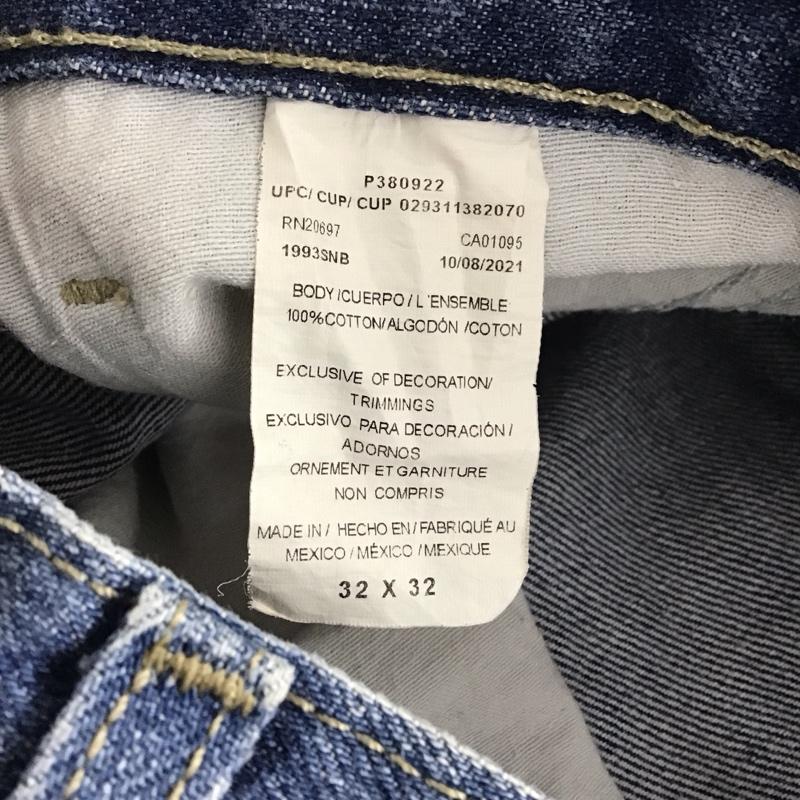 P380922
UPC/ CUP/ CUP 029311382070
RN20697 CA01095
1993SNB 10/08/2021
BODY/CUERPO/L'ENSEMBLE
100%COTTON/ALGODÓN/COTON
EXCLUSIVE OF DECORATION/
TRIMMINGS
EXCLUSIVO PARA DECORACIÓN/
ADORNOS
ORNEMENT ET GARNITURE
NON COMPRIS
MADE IN/ HECHO EN/FABRIQUÉ AU
MEXICO/MÉXICO/MEXIQUE
32 X 32